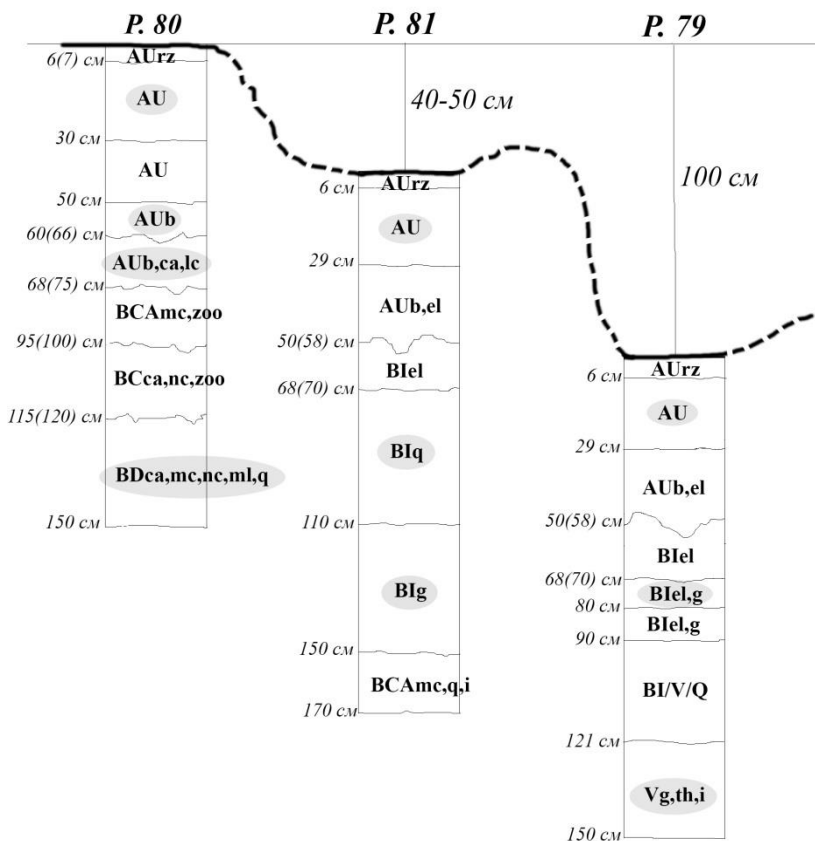 P. 80
P. 81
P. 79
6(7) см
AUrz
AU
30 см
AU
50 см
AUb
60(66) см
AUb,ca,lc
68(75) см
BCAmc,zoo
95(100) см
BCca,nc,zoo
115(120) см
BDca,mc,nc,ml,q
150 см
40-50 см
AUrz
6 см
AU
29 см
AUb,el
50(58) см
BIel
68(70) см
BIq
110 см
BIg
150 см
BCAmc,q,i
170 см
100 см
AUrz
6 см
AU
29 см
AUb,el
50(58) см
BIel
68(70) см
BIel,g
80 см
BIel,g
90 см
BI/V/Q
121 см
Vg,th,i
150 см